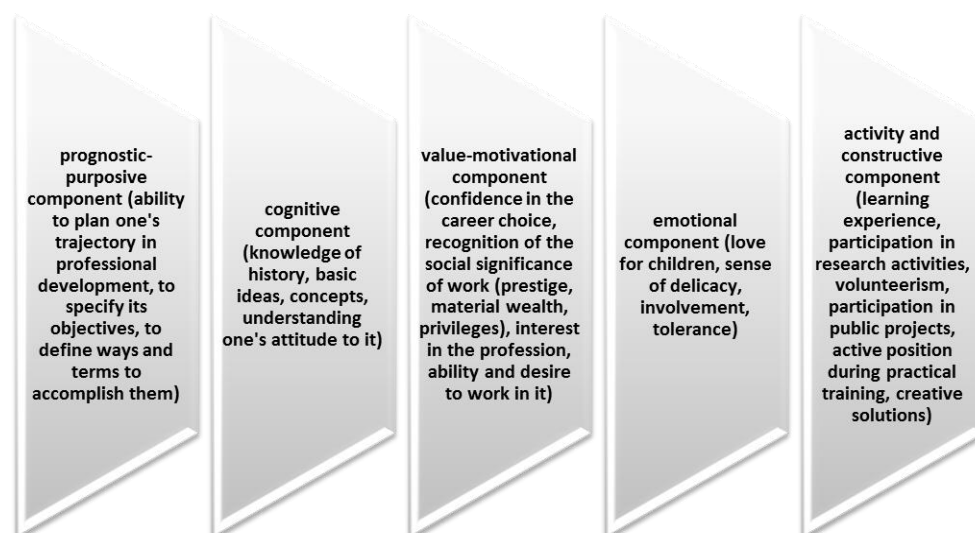 prognostic-
purposive
component (ability
to plan one's
trajectory in
professional
development, to
specify its
objectives, to
define ways and
terms to
accomplish them)
cognitive
component
(knowledge of
history, basic
ideas, concepts,
understanding
one's attitude to it)
value-motivational
component
(confidence in the
career choice,
recognition of the
social significance
of work (prestige,
material wealth,
privileges), interest
in the profession,
ability and desire
to work in it)
emotional
component (love
for children, sense
of delicacy,
involvement,
tolerance)
activity and
constructive
component
(learning
experience,
participation in
research activities,
volunteerism,
participation in
public projects,
active position
during practical
training, creative
solutions)